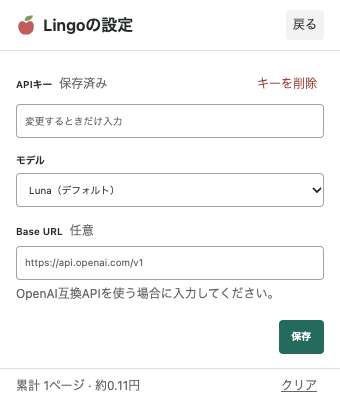 Lingoの設定
戻る
APIキー 保存済み
キーを削除
変更するときだけ入力
モデル
Luna（デフォルト）
Base URL 任意
https://api.openai.com/v1
OpenAI互換APIを使う場合に入力してください。
保存
累計 1ページ・約0.11円
クリア